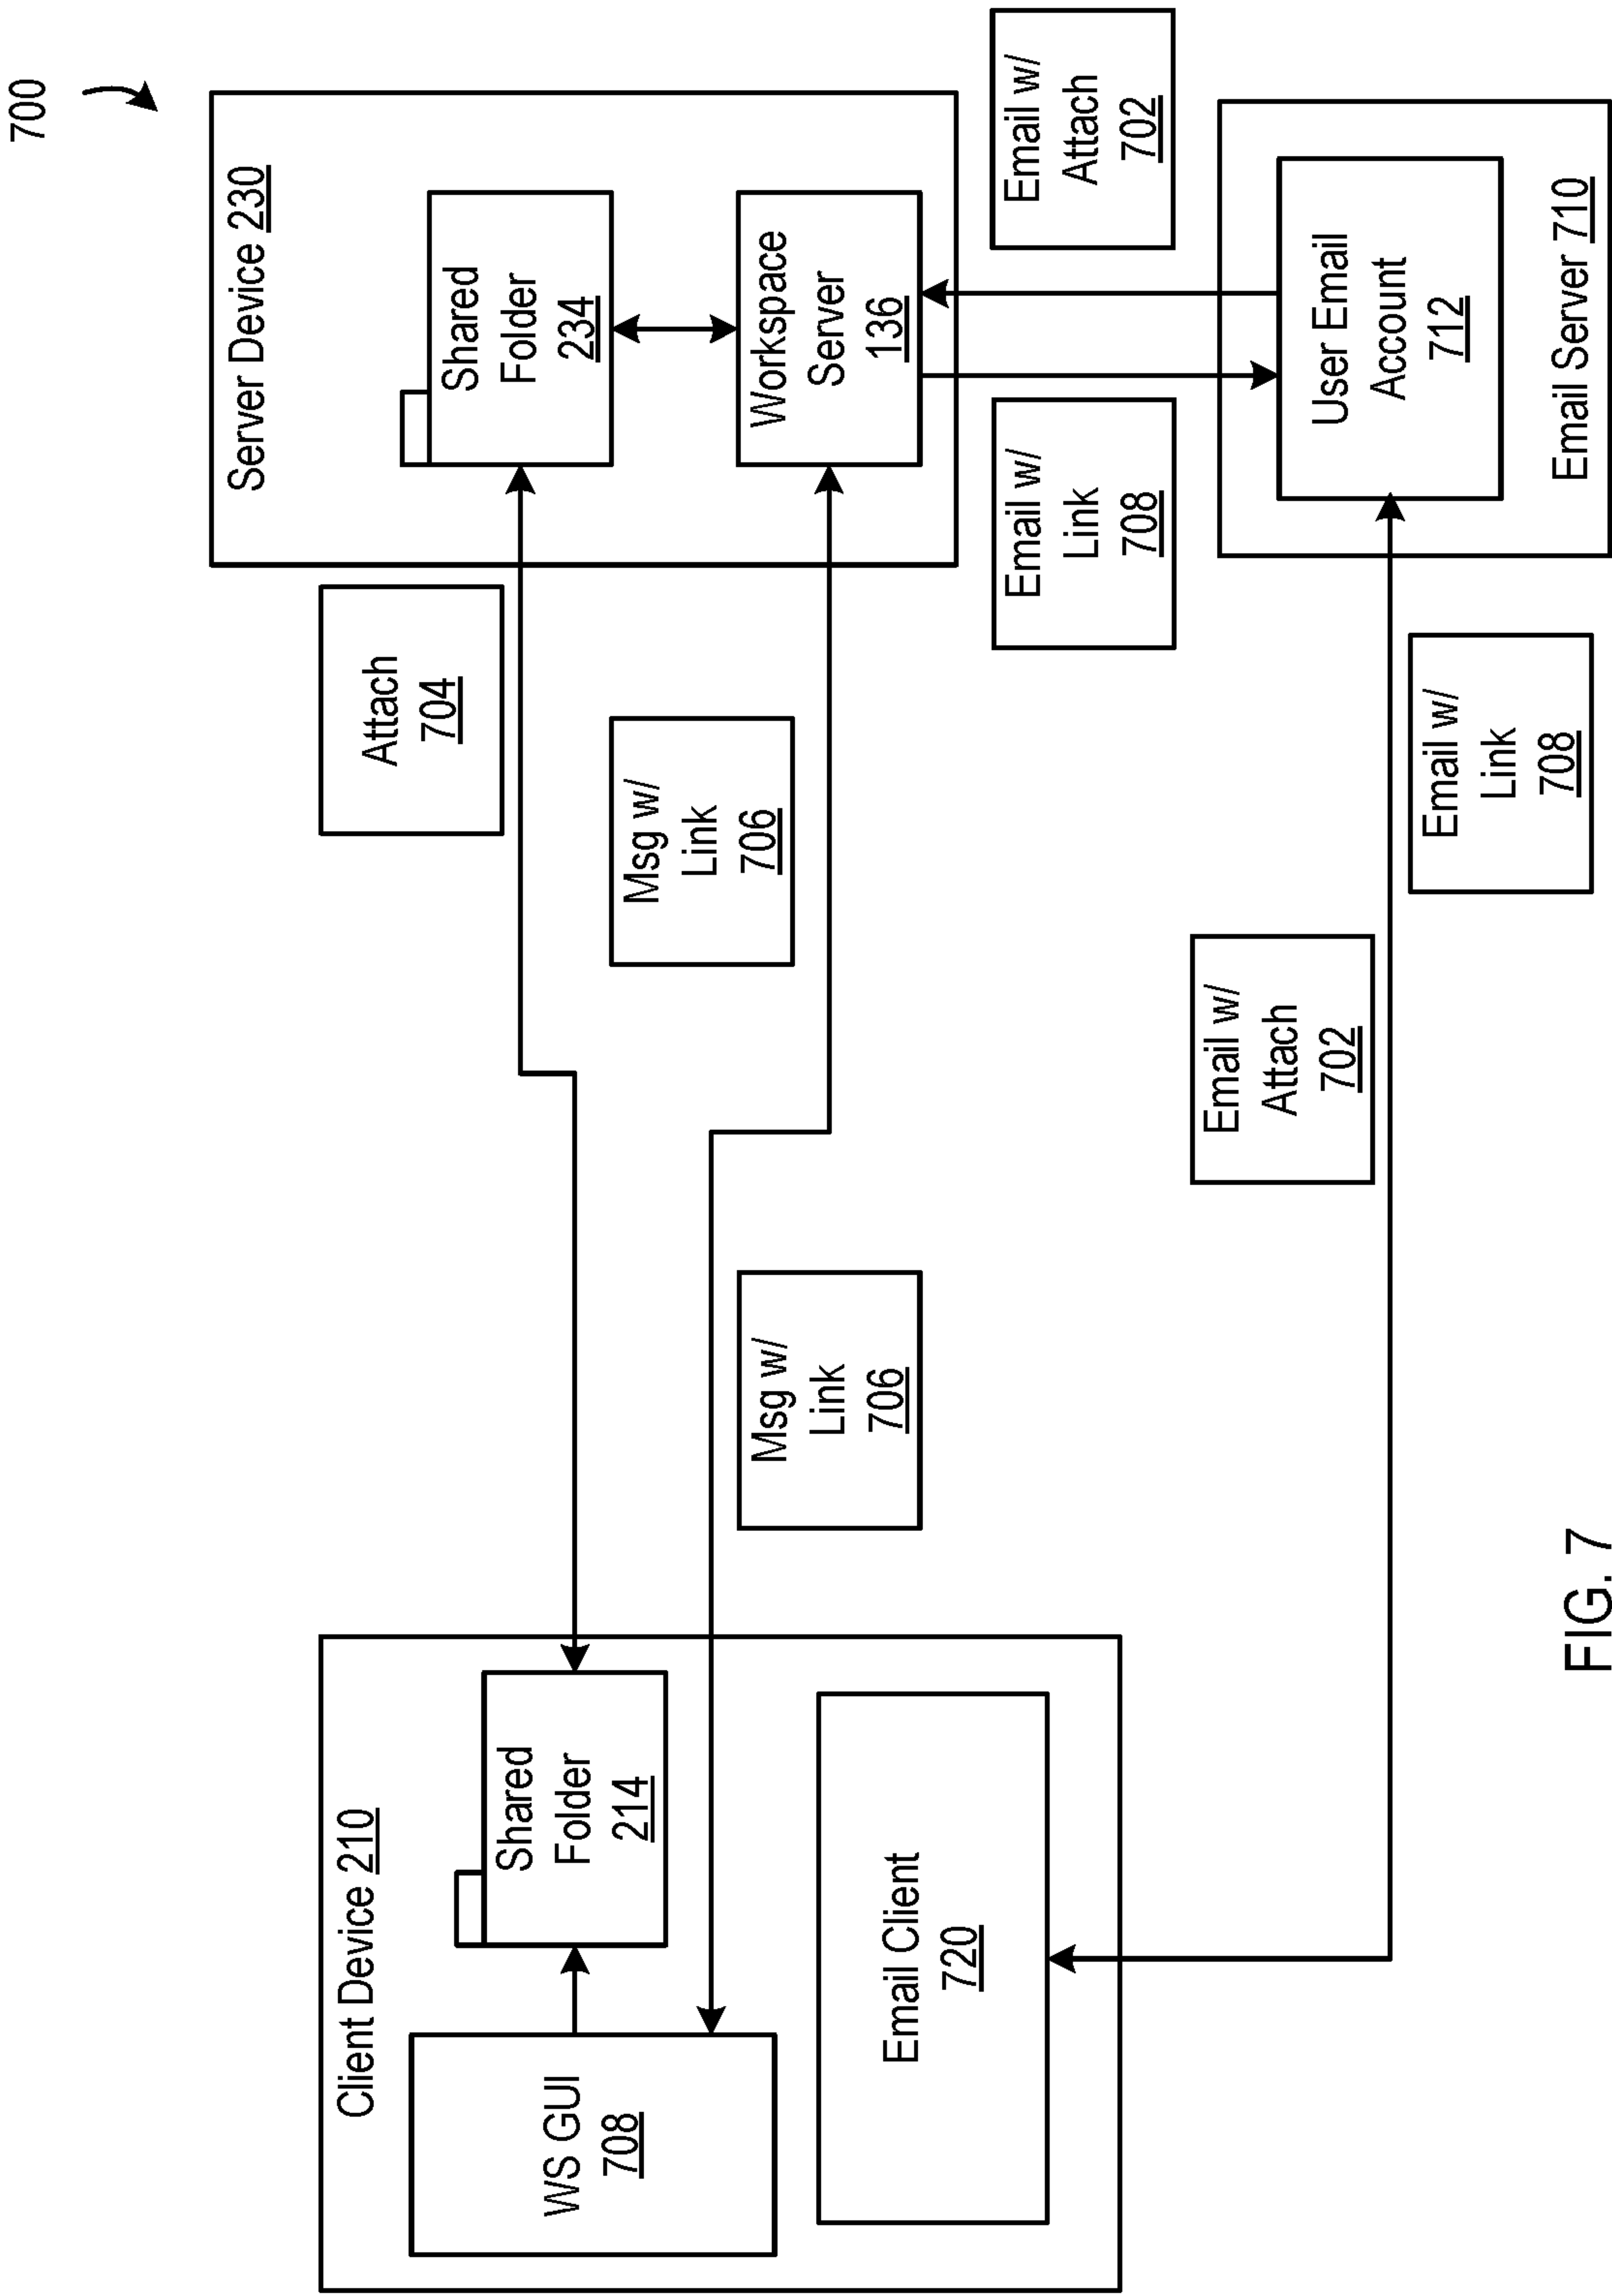 700
Client Device 210
WS GUI
708
Shared
Folder
214
Email Client
720
Attach
704
Msg w/
Link
706
Msg w/
Link
706
Server Device 230
Shared
Folder
234
Workspace
Server
136
Email w/
Link
708
Email w/
Attach
702
Email w/
Attach
702
Email w/
Link
708
User Email
Account
712
Email Server 710
FIG. 7